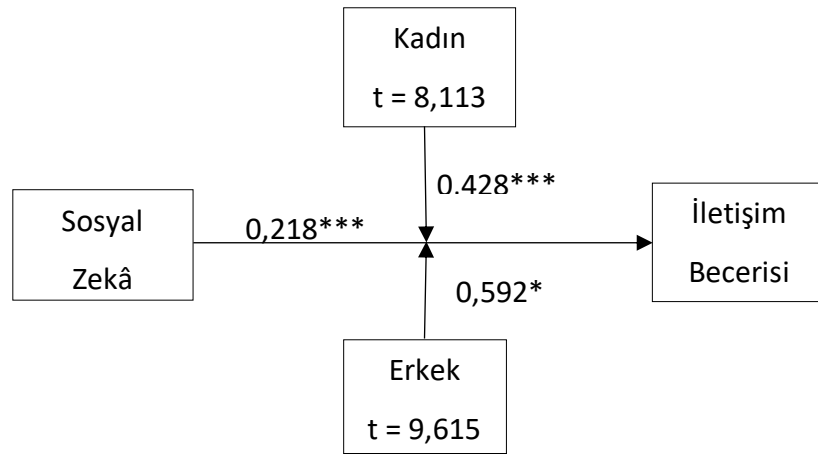 Kadın
t = 8,113
0.428***
Sosyal
Zekâ
0,218***
İletişim
Becerisi
0,592*
Erkek
t = 9,615